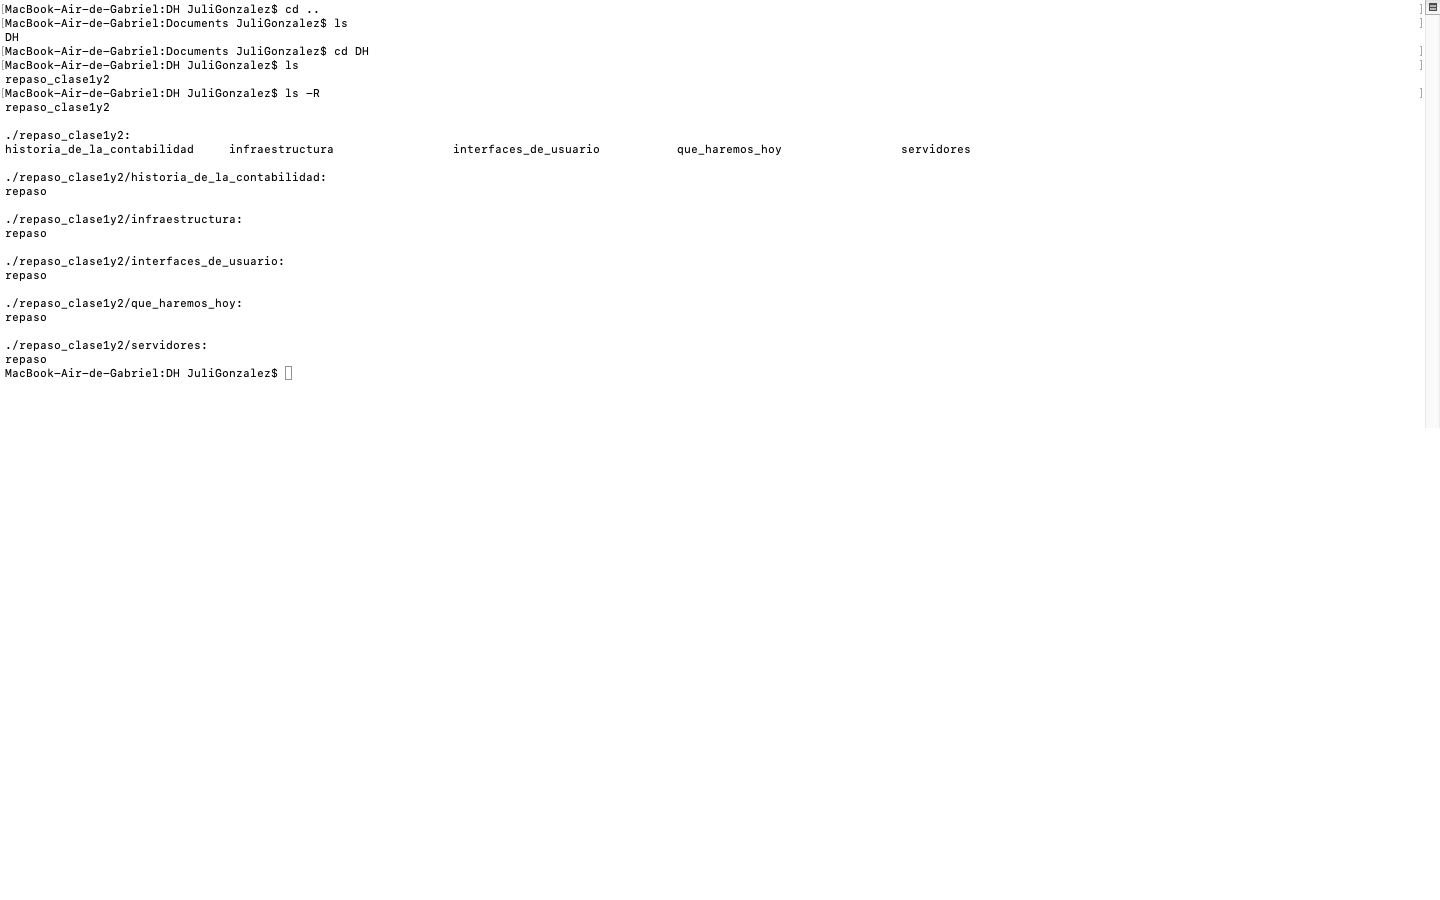 [MacBook-Air-de-Gabriel:DH JuliGonzalez$ cd .. ]
[MacBook-Air-de-Gabriel:Documents JuliGonzalez$ ls ]
DH
[MacBook-Air-de-Gabriel:Documents JuliGonzalez$ cd DH ]
[MacBook-Air-de-Gabriel:DH JuliGonzalez$ ls ]
repaso_clase1y2
[MacBook-Air-de-Gabriel:DH JuliGonzalez$ ls -R ]
repaso_clase1y2
./repaso_clase1y2:
historia_de_la_contabilidad infraestructura interfaces_de_usuario que_haremos_hoy servidores
./repaso_clase1y2/historia_de_la_contabilidad:
repaso
./repaso_clase1y2/infraestructura:
repaso
./repaso_clase1y2/interfaces_de_usuario:
repaso
./repaso_clase1y2/que_haremos_hoy:
repaso
./repaso_clase1y2/servidores:
repaso
MacBook-Air-de-Gabriel:DH JuliGonzalez$